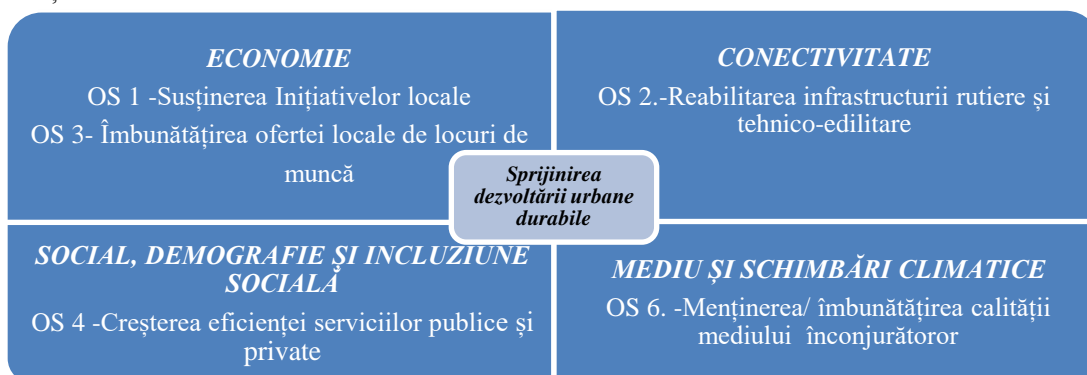 ECONOMIE
OS 1 -Susținerea Inițiativelor locale
OS 3- Îmbunătățirea ofertei locale de locuri de
muncă
CONECTIVITATE
OS 2.-Reabilitarea infrastructurii rutiere și
tehnico-edilitare
Sprijinirea
dezvoltării urbane
durabile
SOCIAL, DEMOGRAFIE ȘI INCLUZIUNE
SOCIALĂ
OS 4 -Creșterea eficienței serviciilor publice și
private
MEDIU ȘI SCHIMBĂRI CLIMATICE
OS 6. -Menținerea/ îmbunătățirea calității
mediului  înconjurătoror